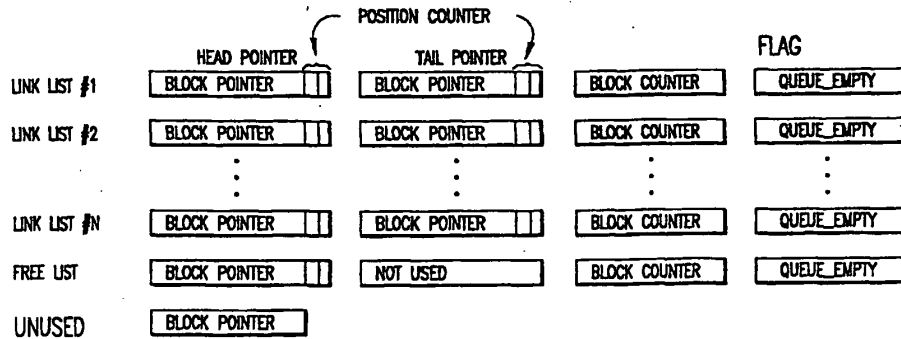 POSITION COUNTER
HEAD POINTER TAIL POINTER FLAG
LINK LIST #1 BLOCK POINTER BLOCK POINTER BLOCK COUNTER QUEUE_EMPTY
LINK LIST #2 BLOCK POINTER BLOCK POINTER BLOCK COUNTER QUEUE_EMPTY
LINK LIST #N BLOCK POINTER BLOCK POINTER BLOCK COUNTER QUEUE_EMPTY
FREE LIST BLOCK POINTER NOT USED BLOCK COUNTER QUEUE_EMPTY
UNUSED BLOCK POINTER